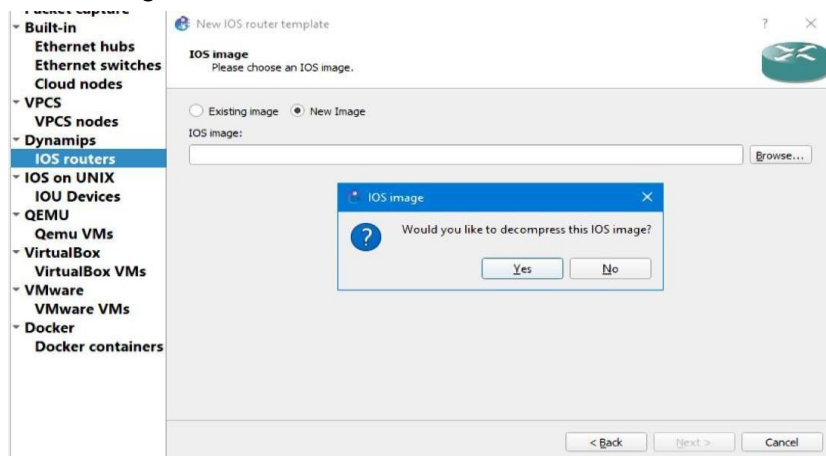 Packet capture
Built-in
Ethernet hubs
Ethernet switches
Cloud nodes
VPCS
VPCS nodes
Dynamips
IOS routers
IOS on UNIX
IOU Devices
QEMU
Qemu VMs
VirtualBox
VirtualBox VMs
VMware
VMware VMs
Docker
Docker containers
New IOS router template
?
IOS image
Please choose an IOS image.
Existing image
New Image
IOS image:
Browse...
IOS image
?
Would you like to decompress this IOS image?
Yes
No
< Back
Next >
Cancel